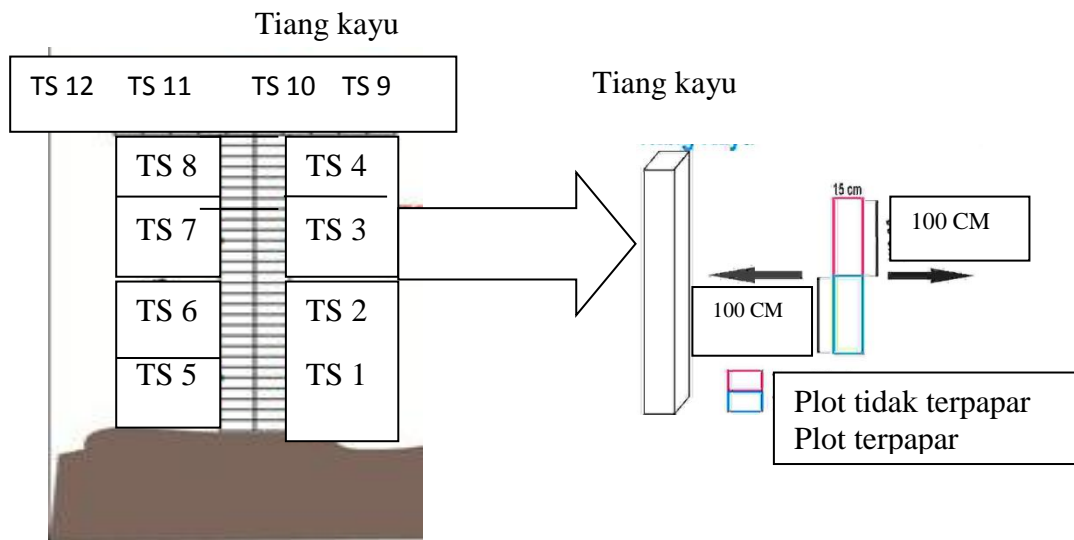 Tiang kayu
TS 12 TS 11 TS 10 TS 9
TS 8 TS 4
TS 7 TS 3
TS 6 TS 2
TS 5 TS 1
Tiang kayu
15 cm
100 CM
100 CM
Plot tidak terpapar
Plot terpapar